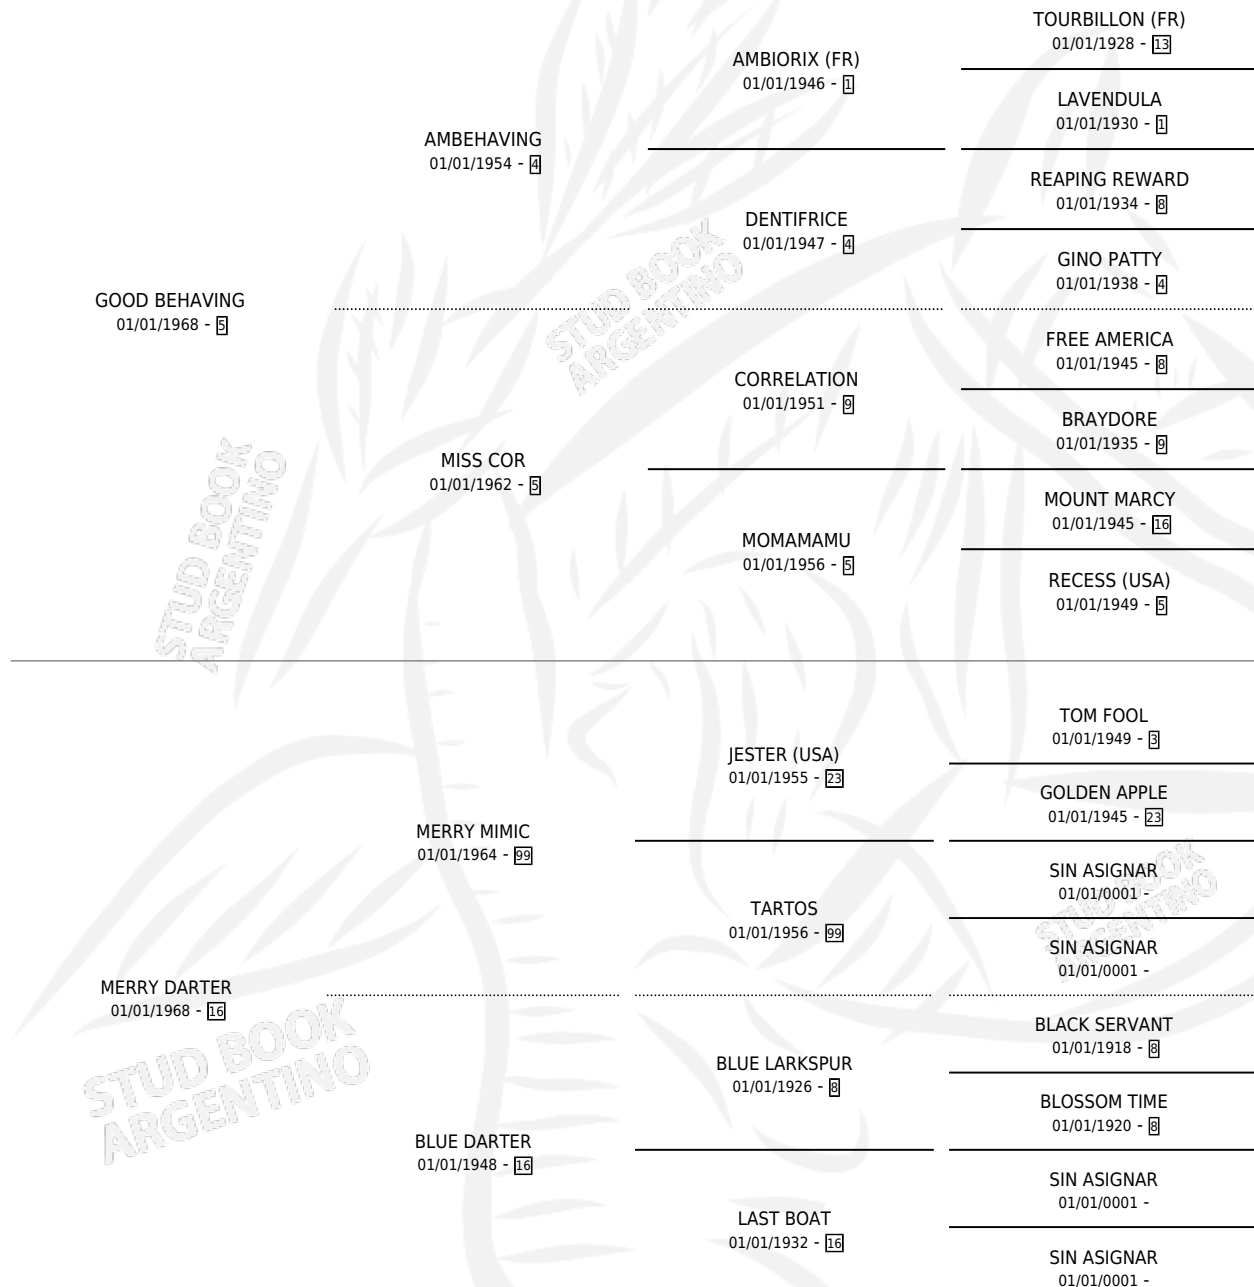 TOURBILLON (FR)
01/01/1928 - 13
AMBIORIX (FR)
01/01/1946 - 1
LAVENDULA
01/01/1930 - 1
AMBEHAVING
01/01/1954 - 4
REAPING REWARD
01/01/1934 - 8
DENTIFRICE
01/01/1947 - 4
GINO PATTY
01/01/1938 - 4
GOOD BEHAVING
01/01/1968 - 5
FREE AMERICA
01/01/1945 - 8
CORRELATION
01/01/1951 - 9
BRAYDORE
01/01/1935 - 9
MISS COR
01/01/1962 - 5
MOUNT MARCY
01/01/1945 - 16
MOMAMAMU
01/01/1956 - 5
RECESS (USA)
01/01/1949 - 5
STUD BOOK
ARGENTINO
STUD BOOK
ARGENTINO
TOM FOOL
01/01/1949 - 3
JESTER (USA)
01/01/1955 - 23
GOLDEN APPLE
01/01/1945 - 23
MERRY MIMIC
01/01/1964 - 99
SIN ASIGNAR
01/01/0001 -
TARTOS
01/01/1956 - 99
SIN ASIGNAR
01/01/0001 -
STUD BOOK
ARGENTINO
MERRY DARTER
01/01/1968 - 16
BLACK SERVANT
01/01/1918 - 8
BLUE LARKSPUR
01/01/1926 - 8
BLOSSOM TIME
01/01/1920 - 8
STUD BOOK
ARGENTINO
BLUE DARTER
01/01/1948 - 16
SIN ASIGNAR
01/01/0001 -
LAST BOAT
01/01/1932 - 16
SIN ASIGNAR
01/01/0001 -